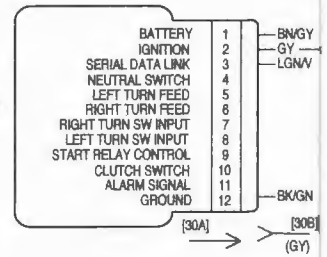 BATTERY 1 BN/GY
IGNITION 2 GY
SERIAL DATA LINK 3 LGN/V
NEUTRAL SWITCH 4
LEFT TURN FEED 5
RIGHT TURN FEED 6
RIGHT TURN SW INPUT 7
LEFT TURN SW INPUT 8
START RELAY CONTROL 9
CLUTCH SWITCH 10
ALARM SIGNAL 11
GROUND 12 BK/GN
[30A] [30B]
(GY)